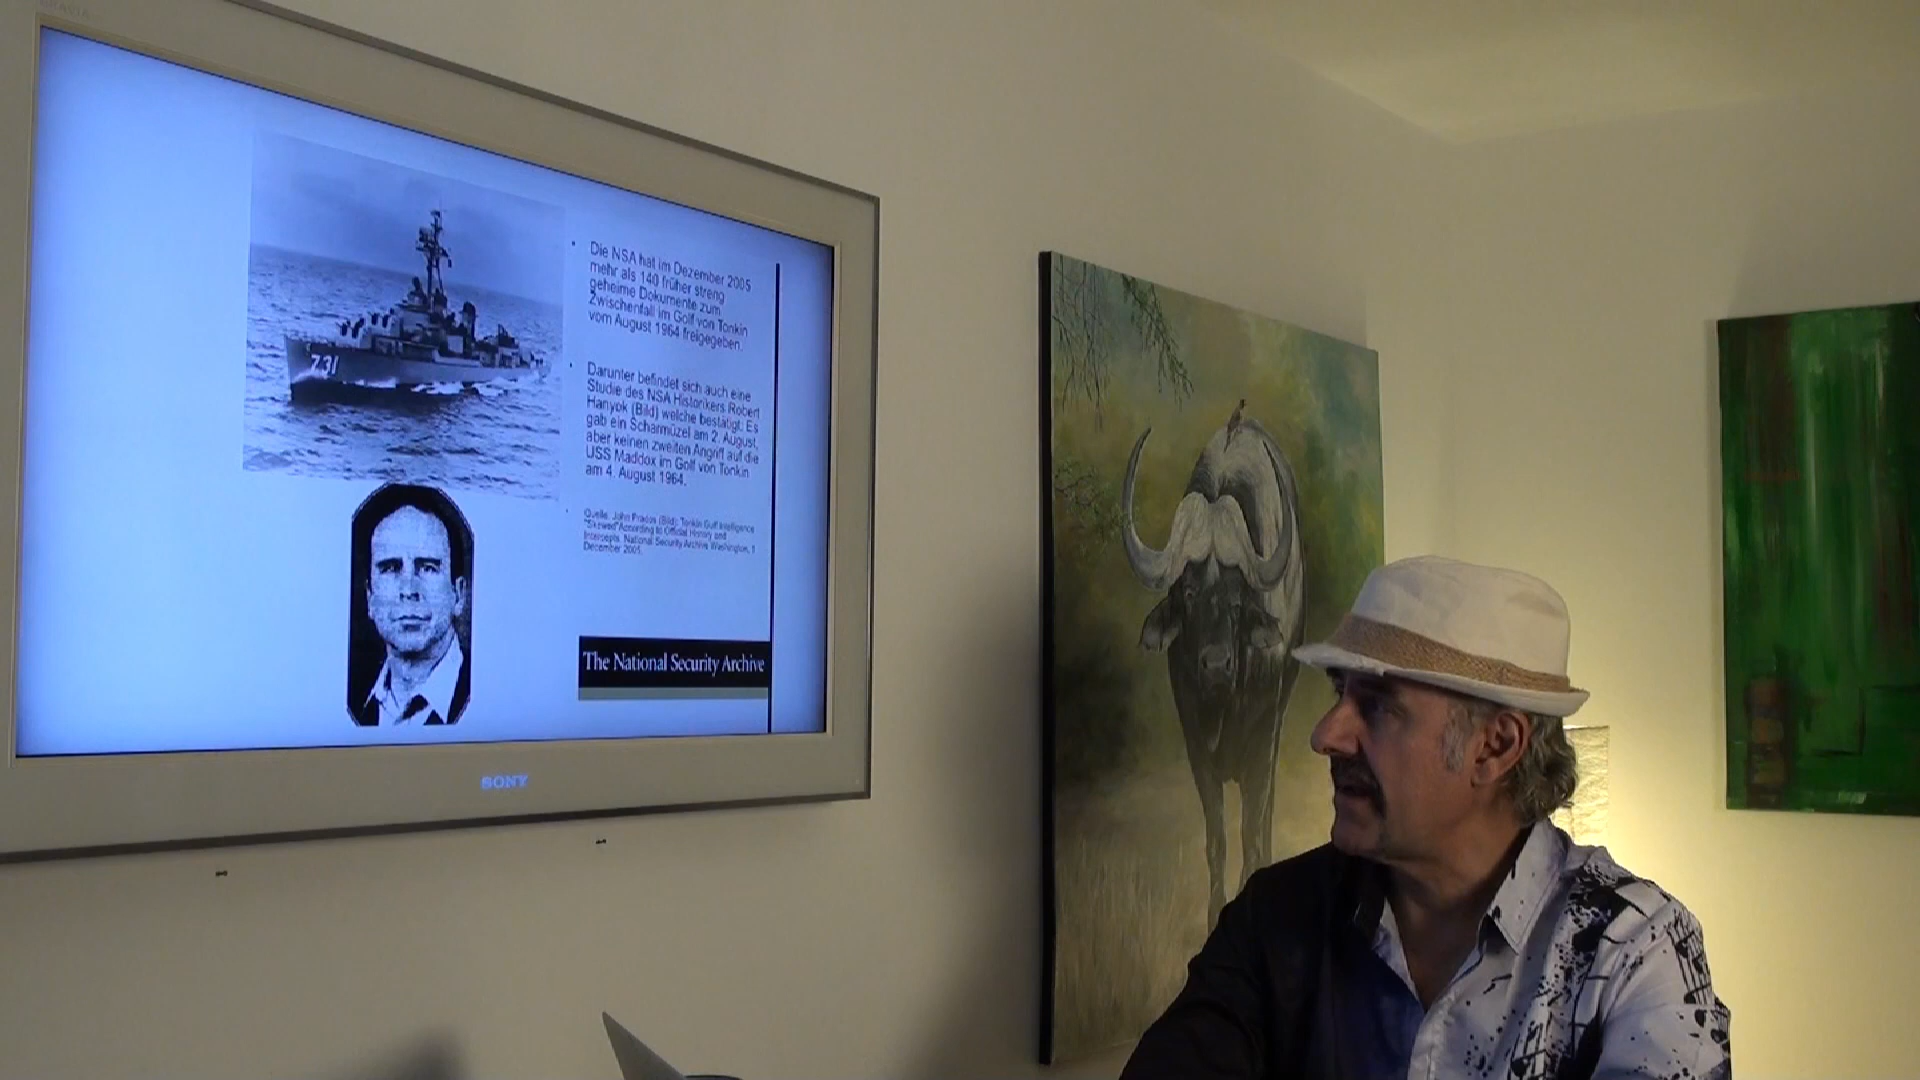 BRAVIA
731
Die NSA hat im Dezember 2005
mehr als 140 früher streng
geheime Dokumente zum
Zwischenfall im Golf von Tonkin
vom August 1964 freigegeben.
Darunter befindet sich auch eine
Studie des NSA Historikers Robert
Hanyok (Bild) welche bestätigt: Es
gab ein Scharmüzel am 2. August,
aber keinen zweiten Angriff auf die
USS Maddox im Golf von Tonkin
am 4. August 1964.
Quelle: John Prados (Bild): Tonkin Gulf Intelligence
"Skewed" According to Official History and
Intercepts. National Security Archive Washington, 1
December 2005.
The National Security Archive
SONY